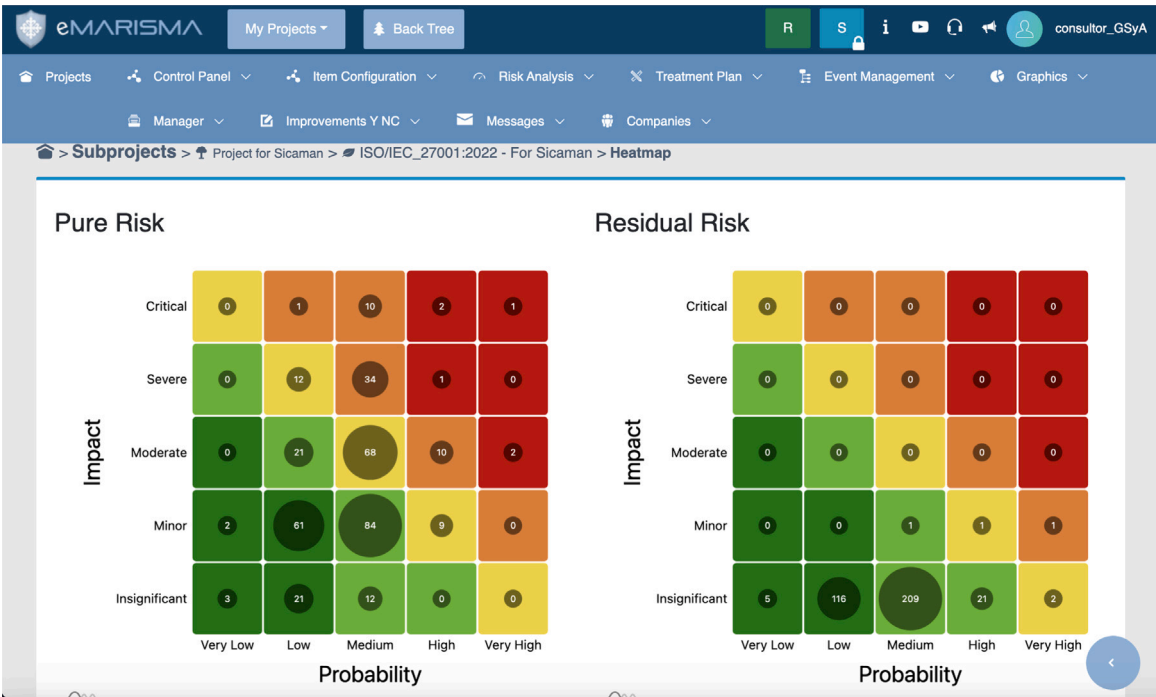 eMARISMA My Projects Back Tree R S i consultor_GSyA
Projects Control Panel Item Configuration Risk Analysis Treatment Plan Event Management Graphics
Manager Improvements Y NC Messages Companies
> Subprojects > Project for Sicaman > ISO/IEC_27001:2022 - For Sicaman > Heatmap
Pure Risk
Impact
Critical 0 1 10 2 1
Severe 0 12 34 1 0
Moderate 0 21 68 10 2
Minor 2 61 84 9 0
Insignificant 3 21 12 0 0
Very Low Low Medium High Very High
Probability
Residual Risk
Impact
Critical 0 0 0 0 0
Severe 0 0 0 0 0
Moderate 0 0 0 0 0
Minor 0 0 1 1 1
Insignificant 5 116 209 21 2
Very Low Low Medium High Very High
Probability